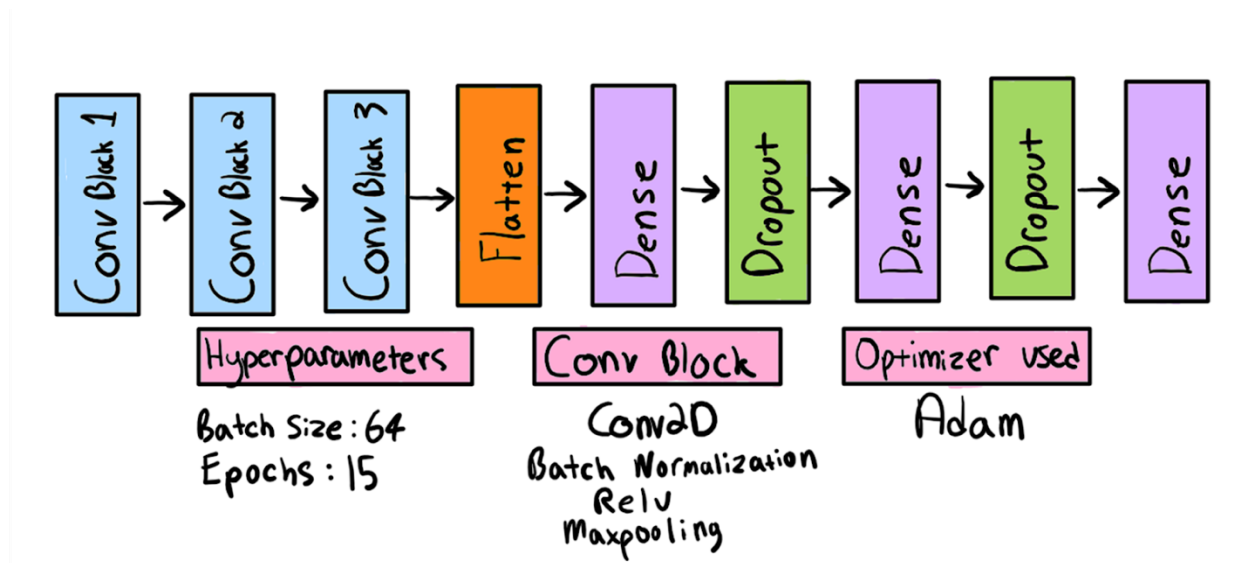 Conv Block 1
Conv Block 2
Conv Block 3
Flatten
Dense
Dropout
Dense
Dropout
Dense
Hyperparameters
Batch Size: 64
Epochs: 15
Conv Block
Conv2D
Batch Normalization
Relu
Maxpooling
Optimizer used
Adam